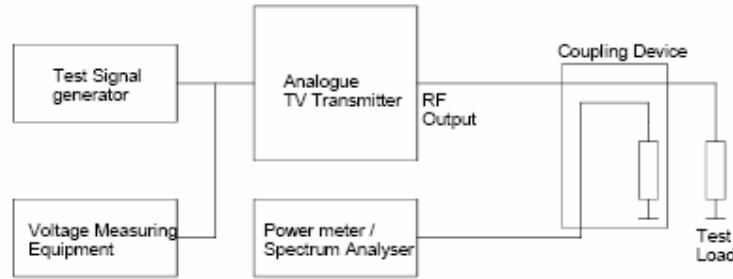 Test Signal
generator
Analogue
TV Transmitter
RF
Output
Coupling Device
Voltage Measuring
Equipment
Power meter /
Spectrum Analyser
Test
Load